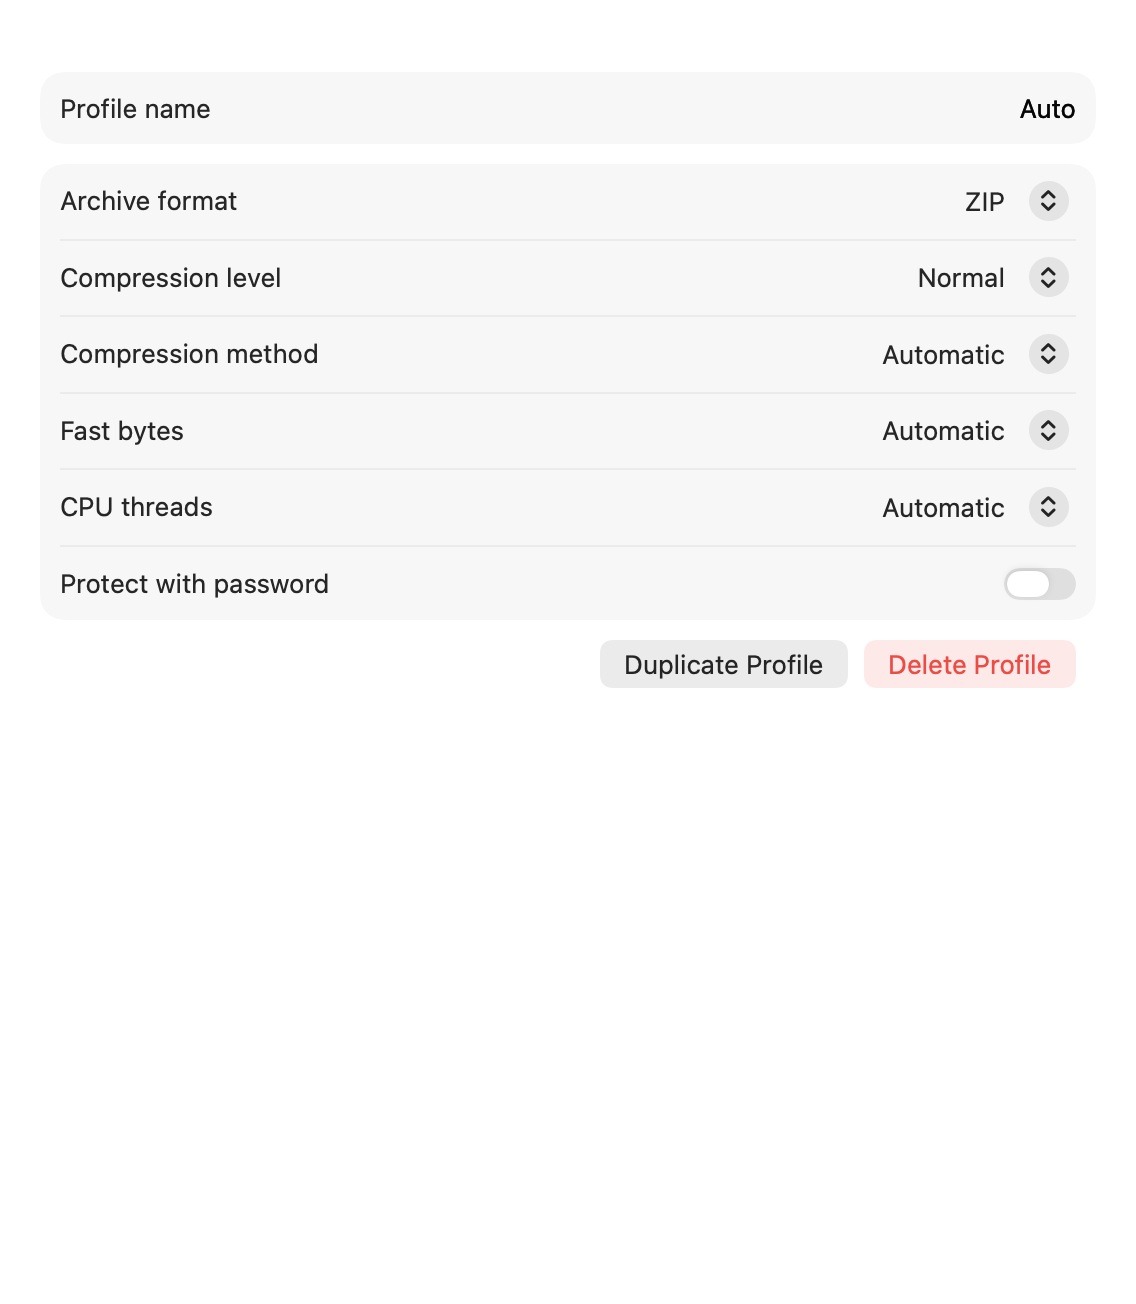 Profile name Auto
Archive format ZIP
Compression level Normal
Compression method Automatic
Fast bytes Automatic
CPU threads Automatic
Protect with password
Duplicate Profile Delete Profile